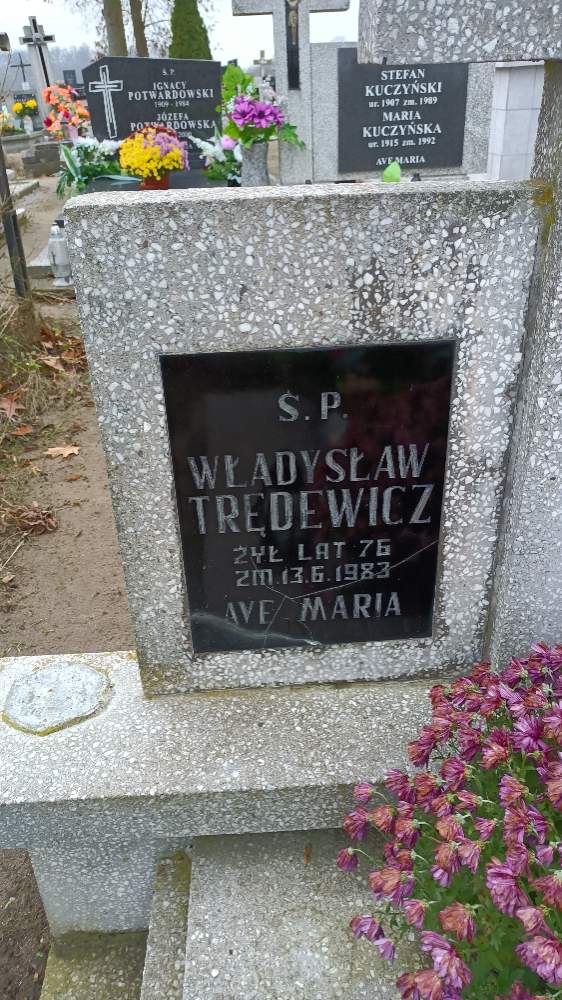 Ś. P.
IGNACY
POTWARDOWSKI
1909 - 1984
JÓZEFA
POTWARDOWSKA
STEFAN
KUCZYŃSKI
ur. 1907 zm. 1989
MARIA
KUCZYŃSKA
ur. 1915 zm. 1992
AVE MARIA
Ś. P.
WŁADYSŁAW
TRĘDEWICZ
ŻYŁ LAT 76
ZM. 13.6.1983
AVE MARIA